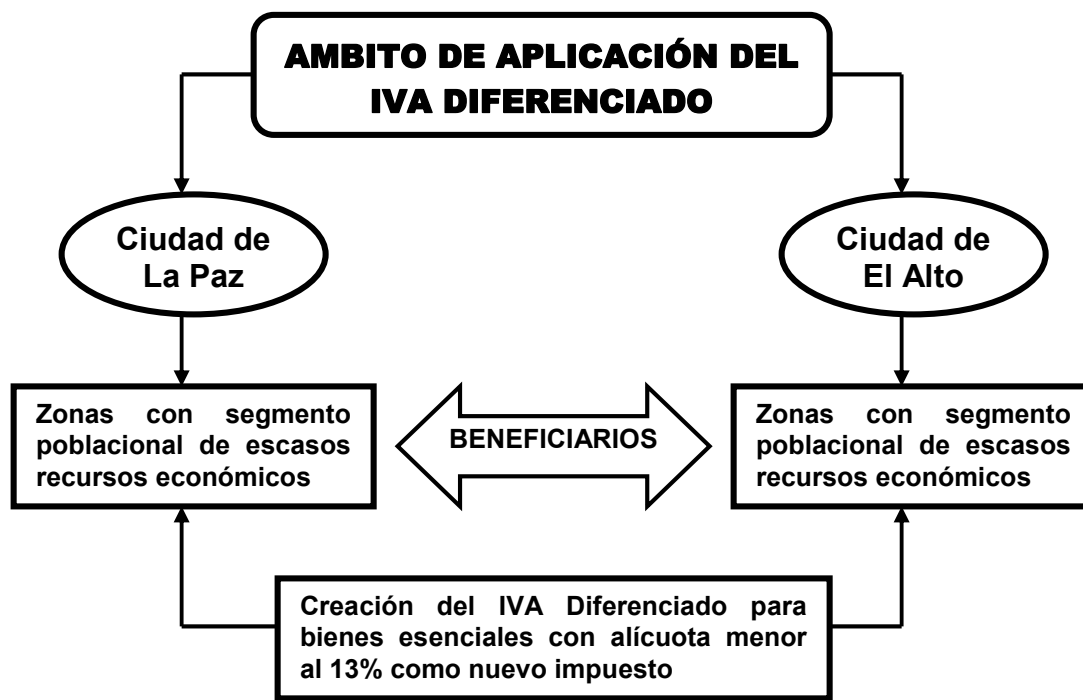 AMBITO DE APLICACIÓN DEL
IVA DIFERENCIADO
Ciudad de
La Paz
Ciudad de
El Alto
Zonas con segmento
poblacional de escasos
recursos económicos
BENEFICIARIOS
Zonas con segmento
poblacional de escasos
recursos económicos
Creación del IVA Diferenciado para
bienes esenciales con alícuota menor
al 13% como nuevo impuesto